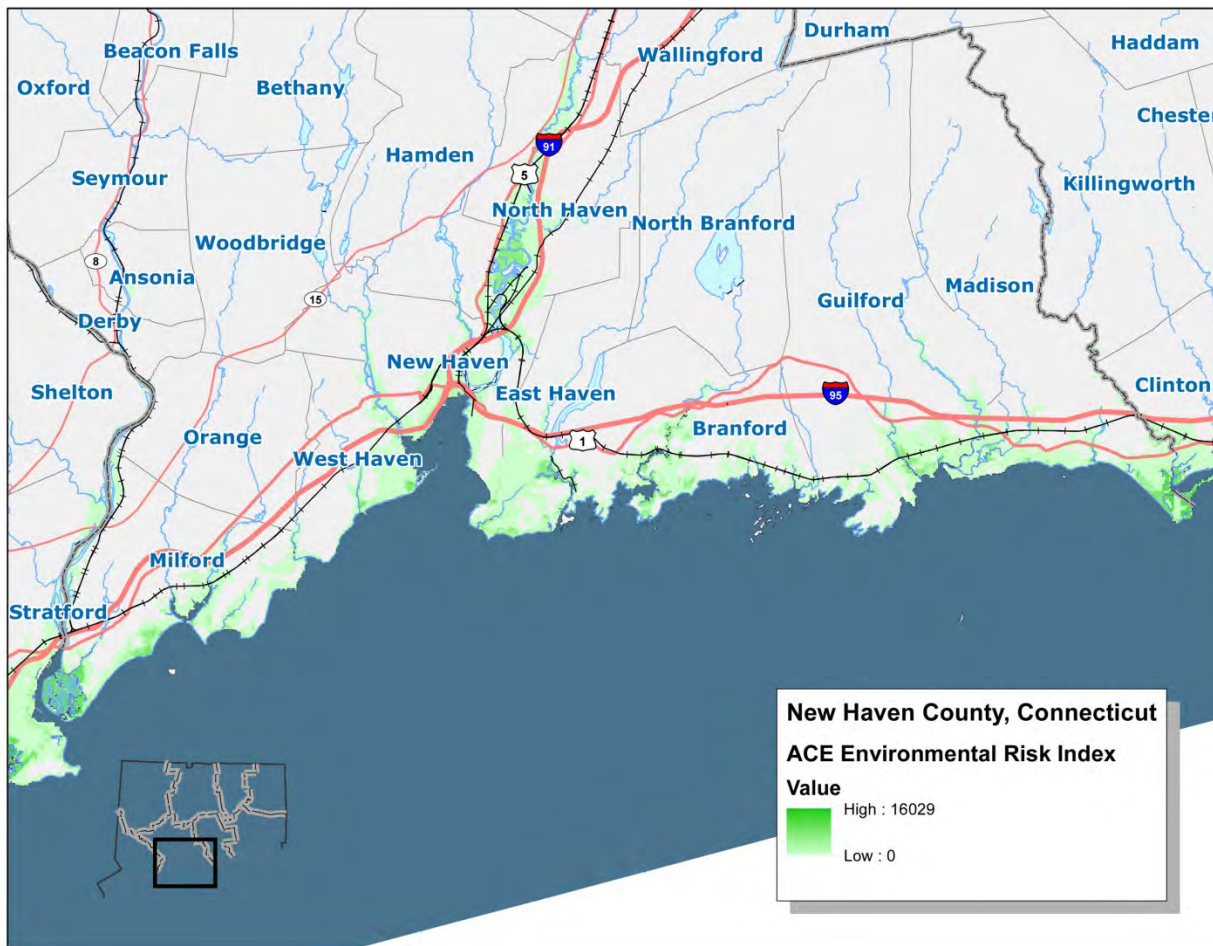 Durham
Beacon Falls
Wallingford
Haddam
Oxford
Bethany
Chester
91
Hamden
5
Seymour
Killingworth
North Haven
North Branford
Woodbridge
8
Ansonia
Madison
15
Guilford
Derby
New Haven
Clinton
Shelton
East Haven
95
Orange
Branford
1
West Haven
Milford
Stratford
New Haven County, Connecticut
ACE Environmental Risk Index
Value
High : 16029
Low : 0